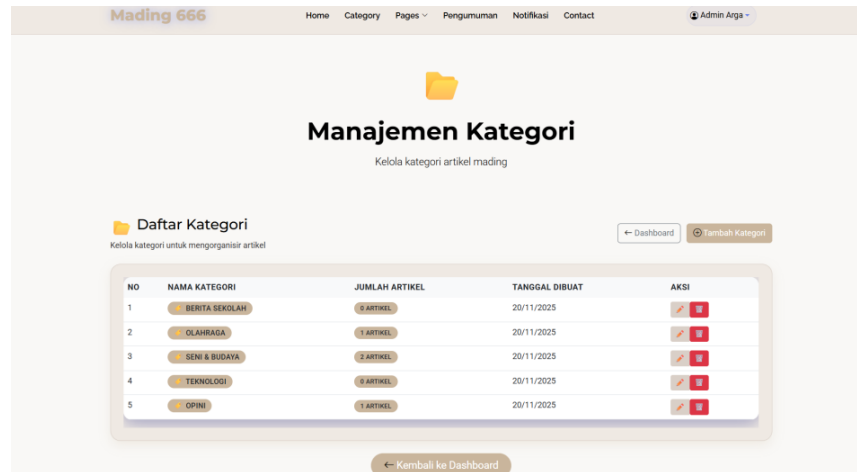 Mading 666 Home Category Pages Pengumuman Notifikasi Contact Admin Arga
Manajemen Kategori
Kelola kategori artikel mading
Daftar Kategori
Kelola kategori untuk mengorganisir artikel
← Dashboard
Tambah Kategori
NO NAMA KATEGORI JUMLAH ARTIKEL TANGGAL DIBUAT AKSI
1 BERITA SEKOLAH 0 ARTIKEL 20/11/2025
2 OLAHRAGA 1 ARTIKEL 20/11/2025
3 SENI & BUDAYA 2 ARTIKEL 20/11/2025
4 TEKNOLOGI 0 ARTIKEL 20/11/2025
5 OPINI 1 ARTIKEL 20/11/2025
← Kembali ke Dashboard